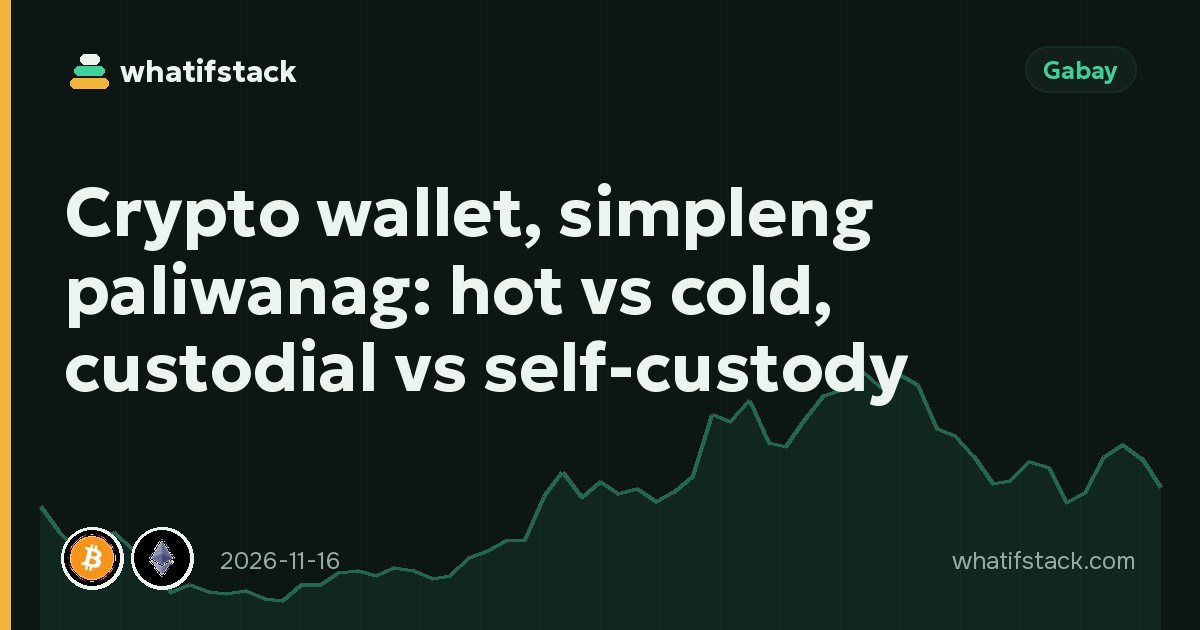 whatifstack
Gabay
Crypto wallet, simpleng
paliwanag: hot vs cold,
custodial vs self-custody
2026-11-16
whatifstack.com